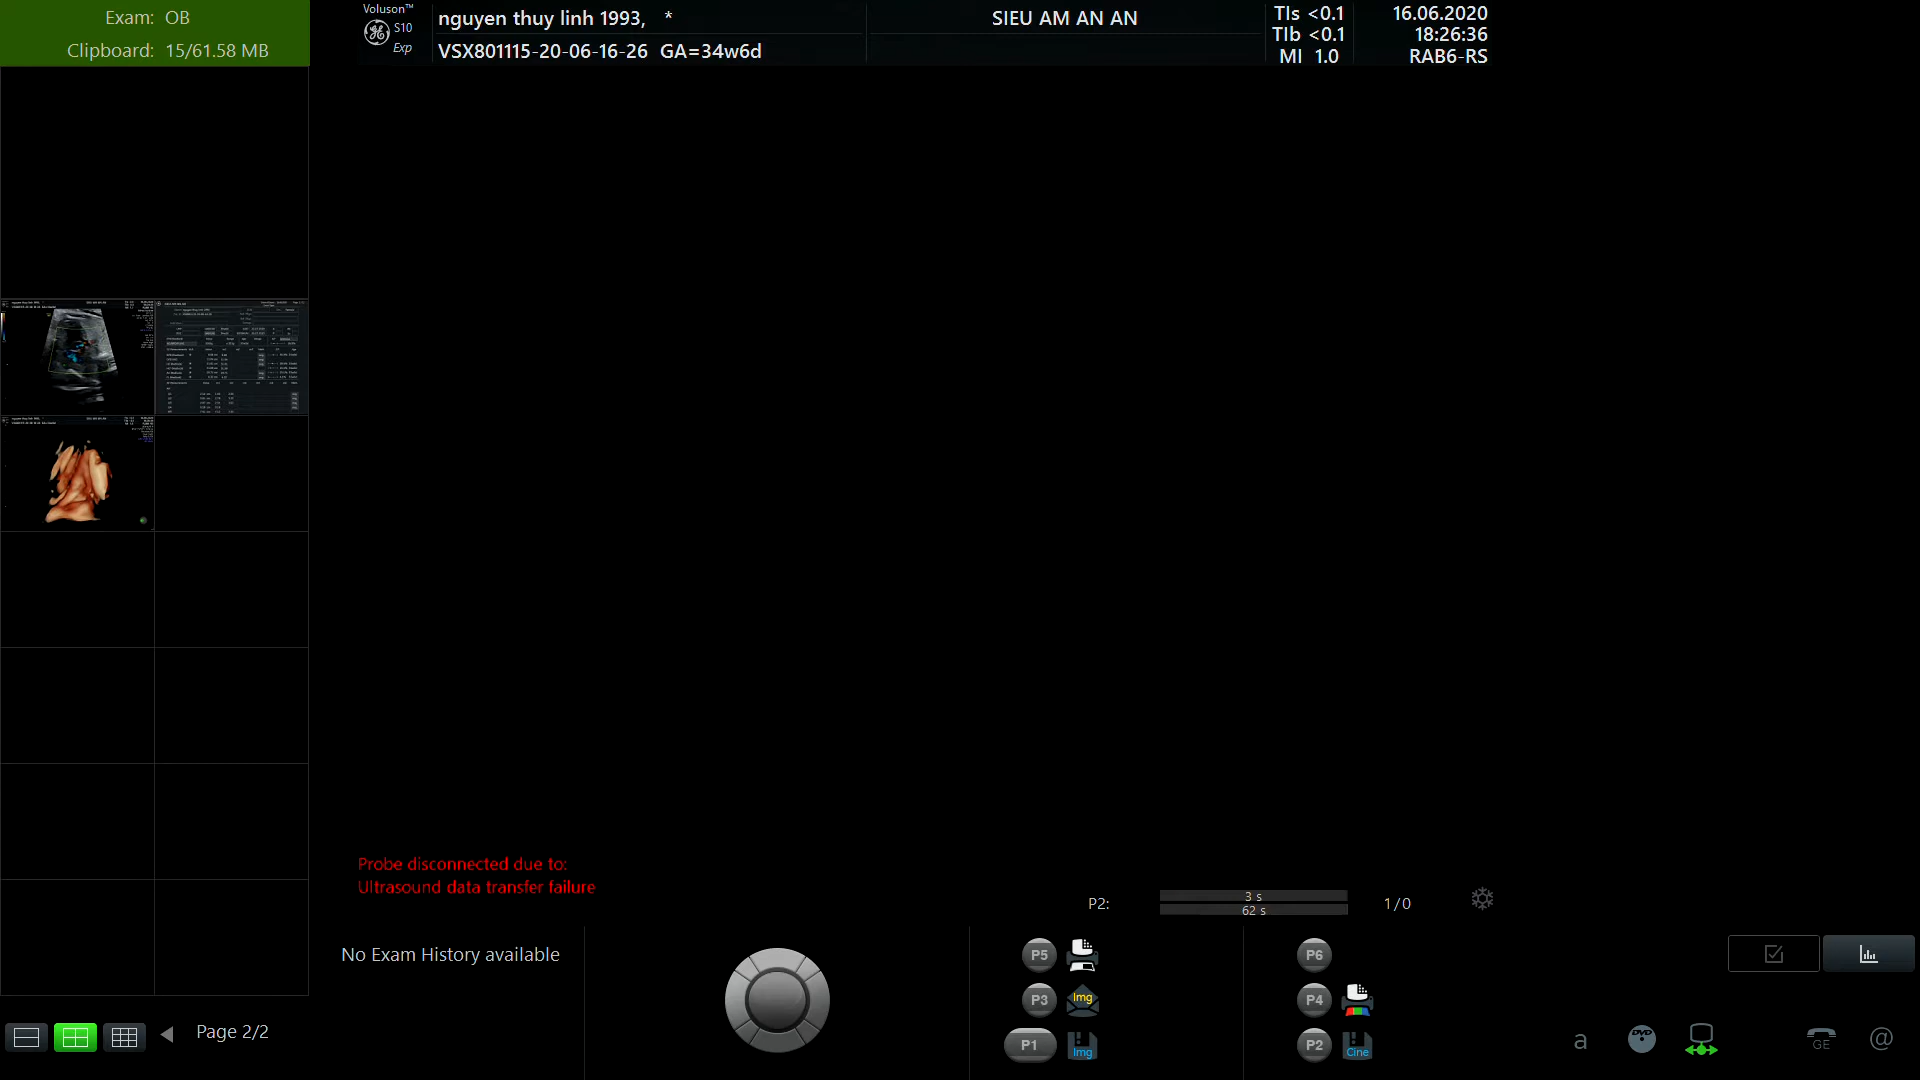 Exam: OB
Clipboard: 15/61.58 MB
Voluson™
S10
Exp
nguyen thuy linh 1993, *
VSX801115-20-06-16-26 GA=34w6d
SIEU AM AN AN
TIs <0.1
TIb <0.1
MI 1.0
16.06.2020
18:26:36
RAB6-RS
Probe disconnected due to:
Ultrasound data transfer failure
P2:
3 s
62 s
1/0
No Exam History available
P5
P3
Img
P1
Img
P6
P4
P2
Cine
Page 2/2
a
DVD
GE
@